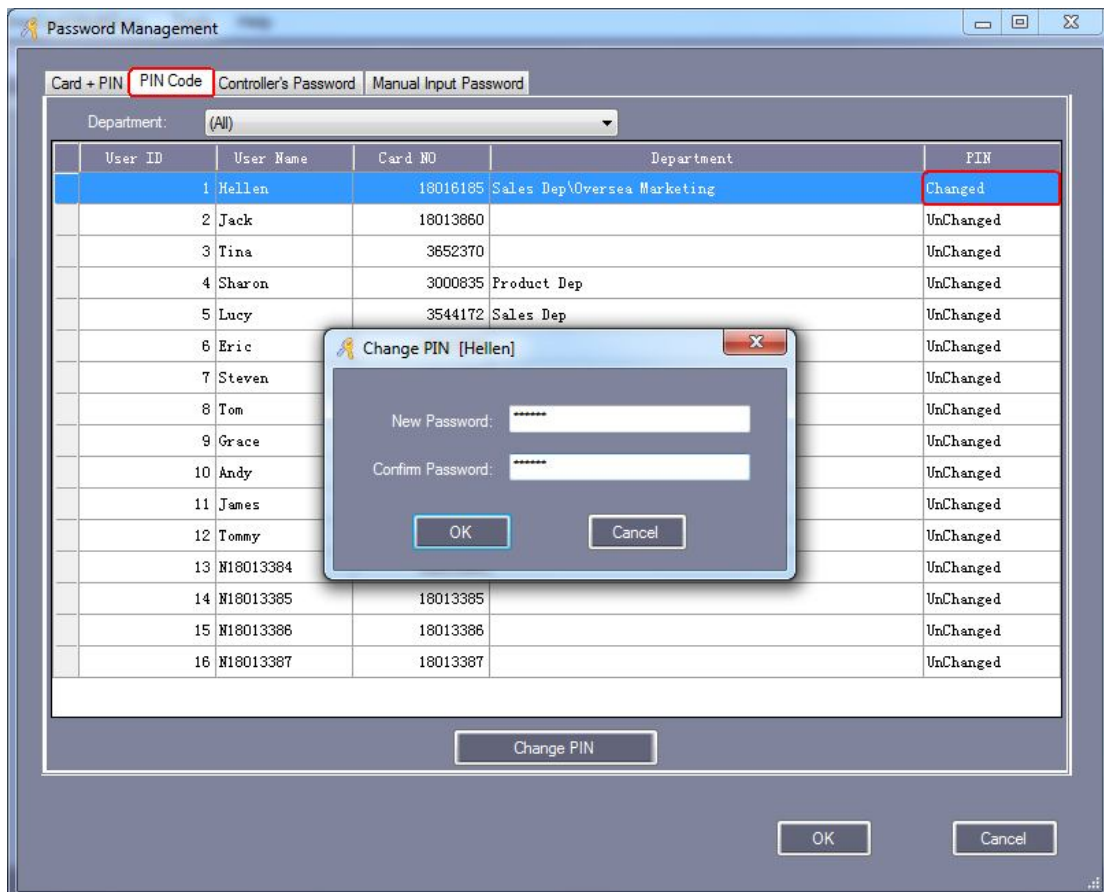 Password Management
Card + PIN PIN Code Controller's Password Manual Input Password
Department: (All)
User ID User Name Card NO Department PIN
1 Hellen 18016185 Sales Dep\Oversea Marketing Changed
2 Jack 18013860 UnChanged
3 Tina 3652370 UnChanged
4 Sharon 3000835 Product Dep UnChanged
5 Lucy 3544172 Sales Dep UnChanged
6 Eric UnChanged
Change PIN [Hellen]
7 Steven UnChanged
8 Tom UnChanged
New Password: ******
9 Grace UnChanged
10 Andy UnChanged
Confirm Password: ******
11 James UnChanged
12 Tommy UnChanged
OK Cancel
13 N18013384 UnChanged
14 N18013385 18013385 UnChanged
15 N18013386 18013386 UnChanged
16 N18013387 18013387 UnChanged
Change PIN
OK Cancel